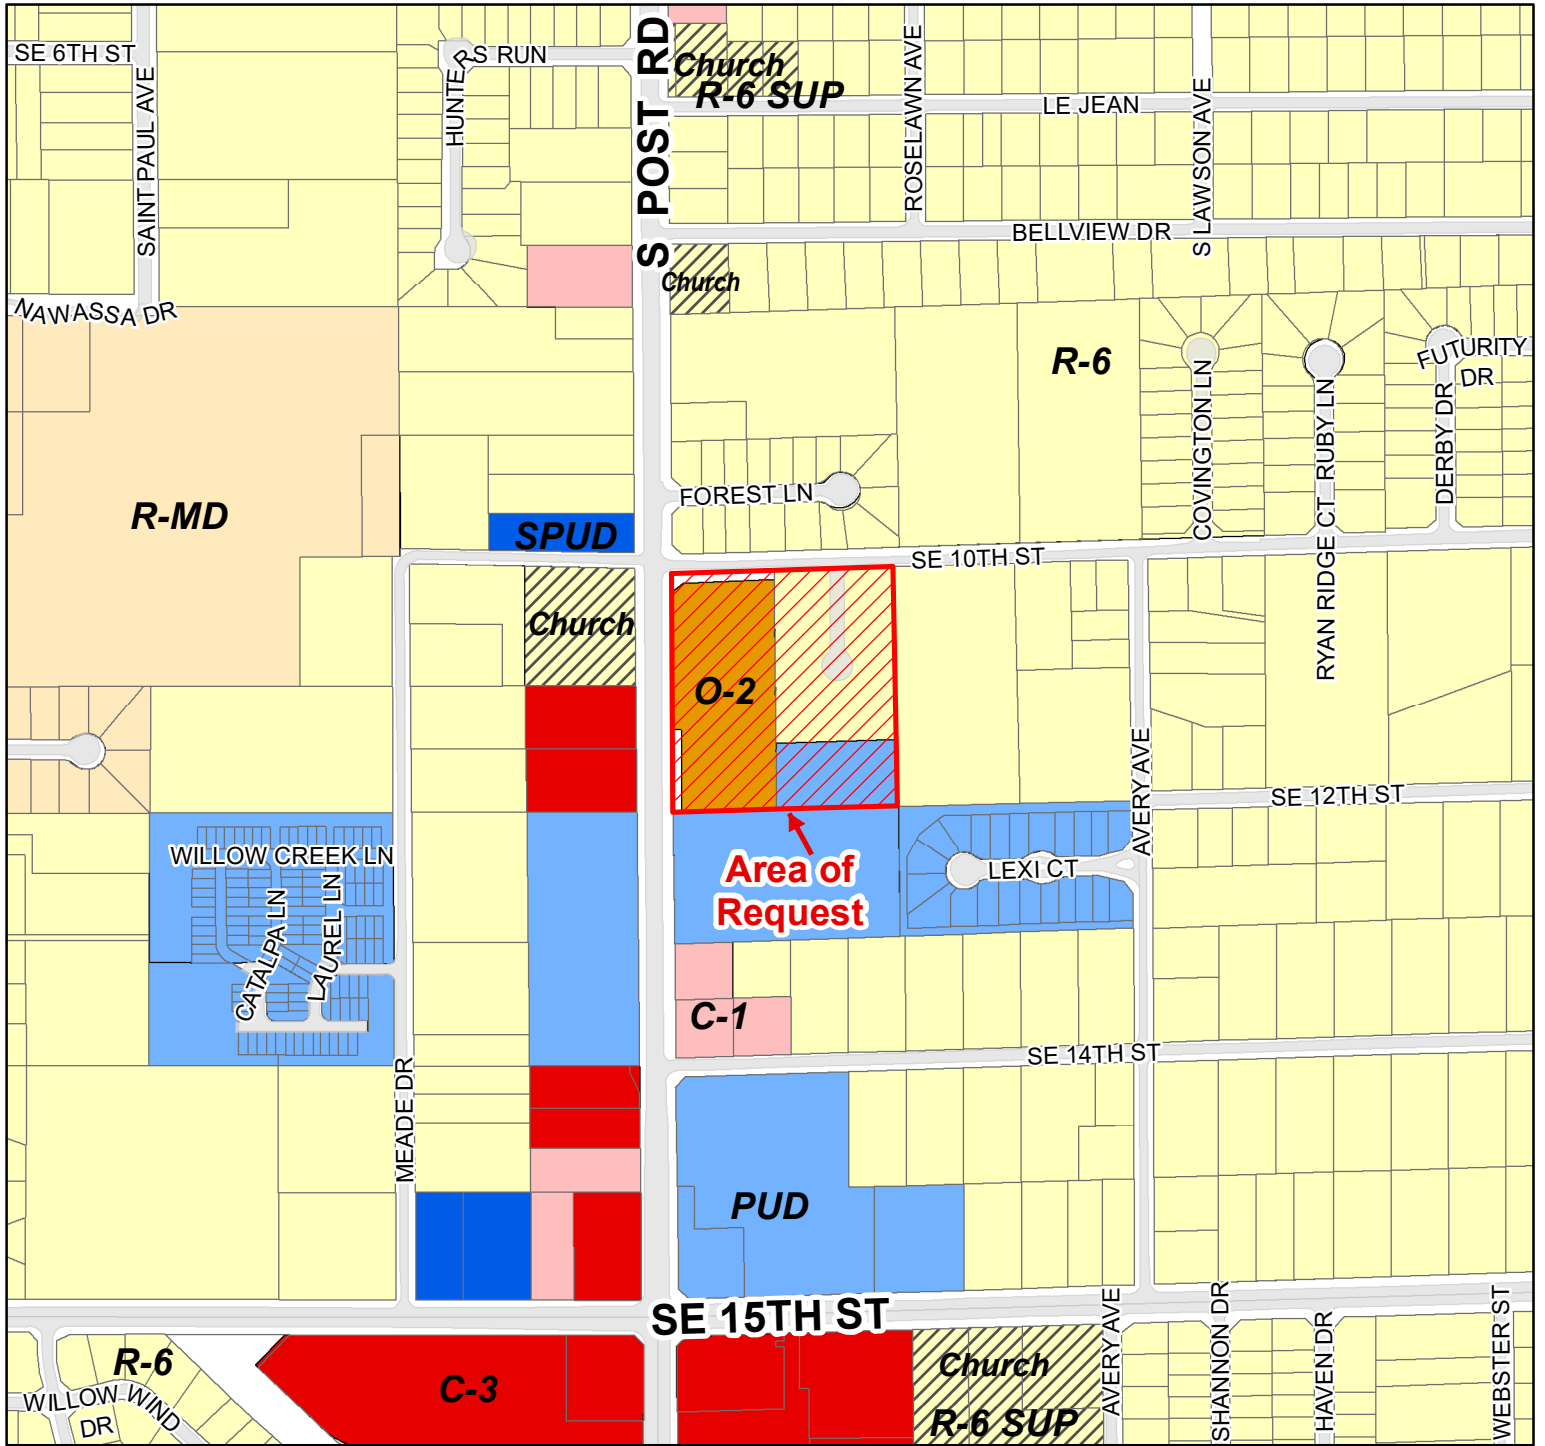 SE 6TH ST
HUNTERS RUN
S POST RD
Church
R-6 SUP
LE JEAN
SAINT PAUL AVE
ROSELAWN AVE
S LAWSON AVE
BELLVIEW DR
Church
NAWASSA DR
R-6
FUTURITY
DR
COVINGTON LN
RUBY LN
DERBY DR
FOREST LN
R-MD
SPUD
SE 10TH ST
RYAN RIDGE CT
Church
O-2
AVERY AVE
SE 12TH ST
WILLOW CREEK LN
Area of
Request
LEXI CT
CATALPA LN
LAUREL LN
C-1
SE 14TH ST
MEADE DR
PUD
SE 15TH ST
AVERY AVE
SHANNON DR
HAVEN DR
WEBSTER ST
R-6
WILLOW WIND
DR
C-3
Church
R-6 SUP